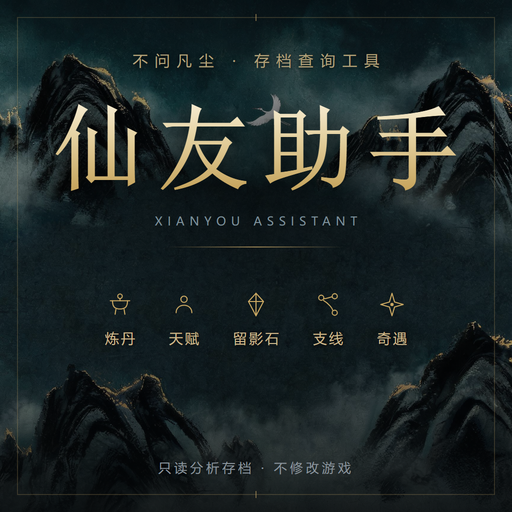 不问凡尘 · 存档查询工具
仙友助手
XIANYOU ASSISTANT
炼丹 天赋 留影石 支线 奇遇
只读分析存档 · 不修改游戏